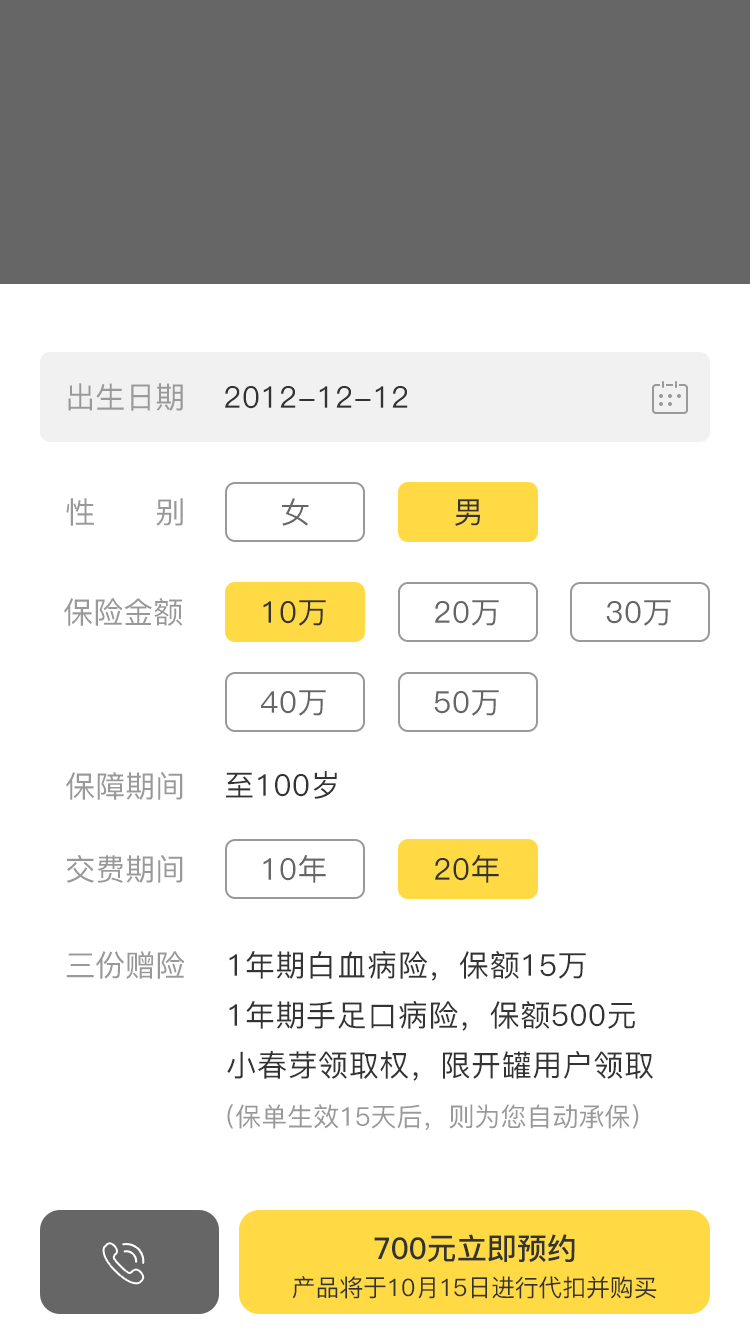 出生日期 2012-12-12
性 别 女 男
保险金额 10万 20万 30万
40万 50万
保障期间 至100岁
交费期间 10年 20年
三份赠险 1年期白血病险，保额15万
1年期手足口病险，保额500元
小春芽领取权，限开罐用户领取
(保单生效15天后，则为您自动承保)
700元立即预约
产品将于10月15日进行代扣并购买